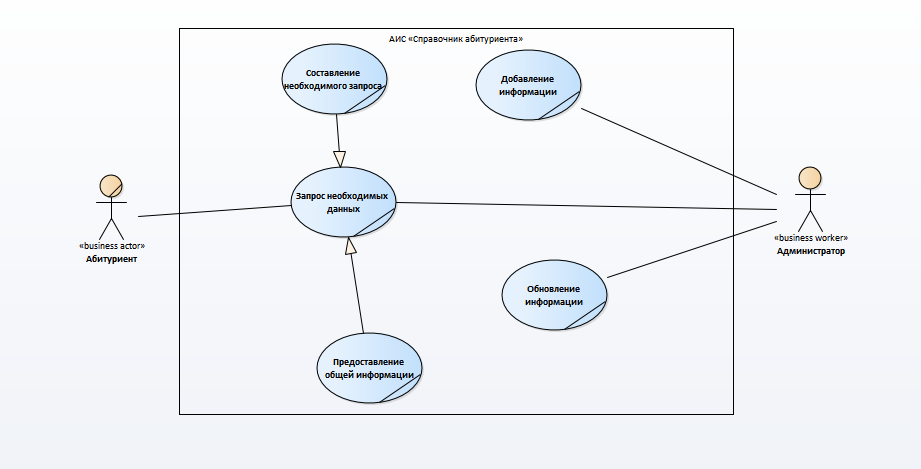 АИС «Справочник абитуриента»
Составление
необходимого запроса
Добавление
информации
Запрос необходимых
данных
«business actor»
Абитуриент
«business worker»
Администратор
Обновление
информации
Предоставление
общей информации